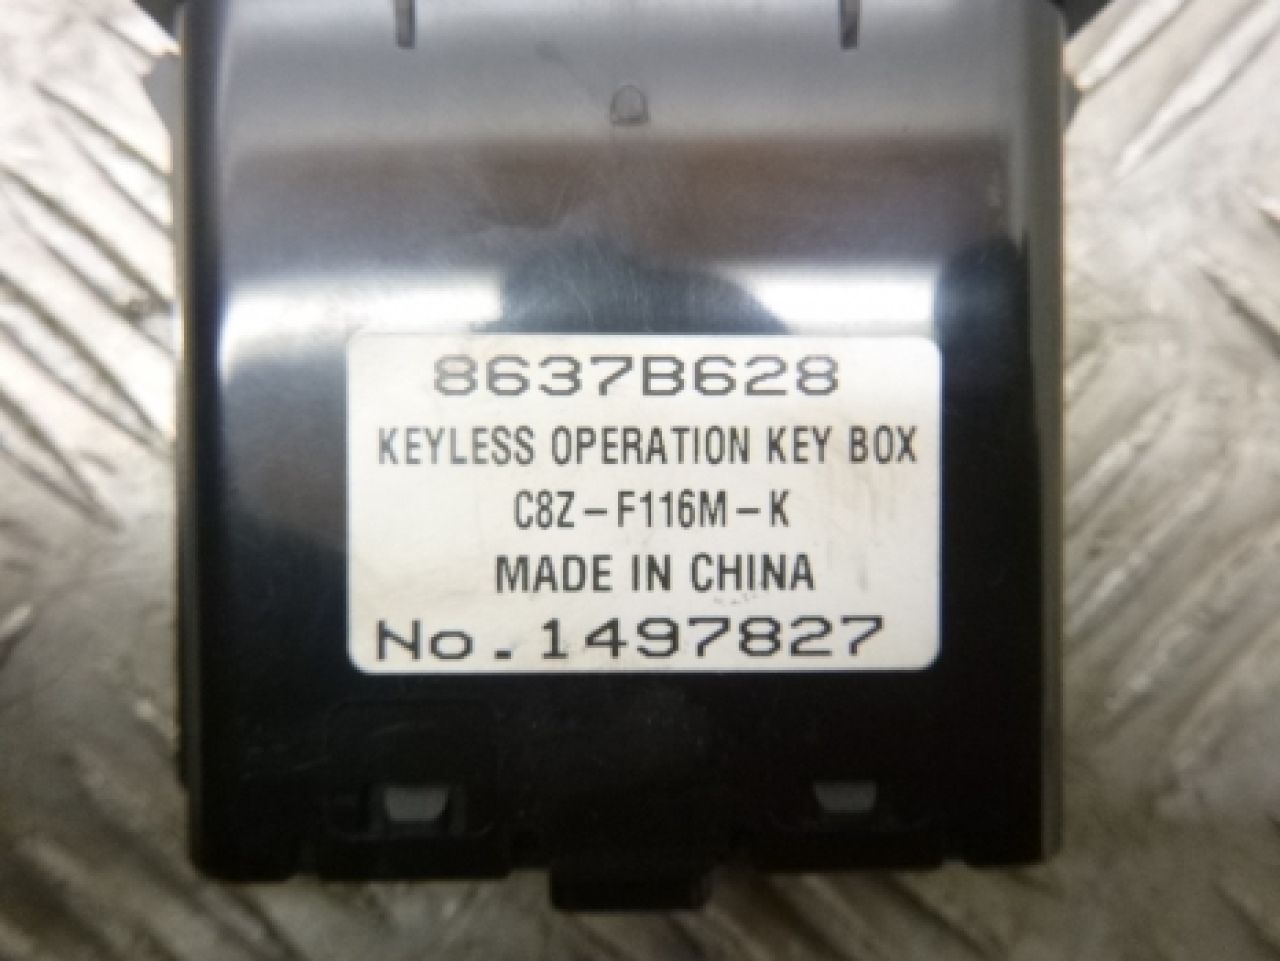 8637B628
KEYLESS OPERATION KEY BOX
C8Z-F116M-K
MADE IN CHINA
No.1497827